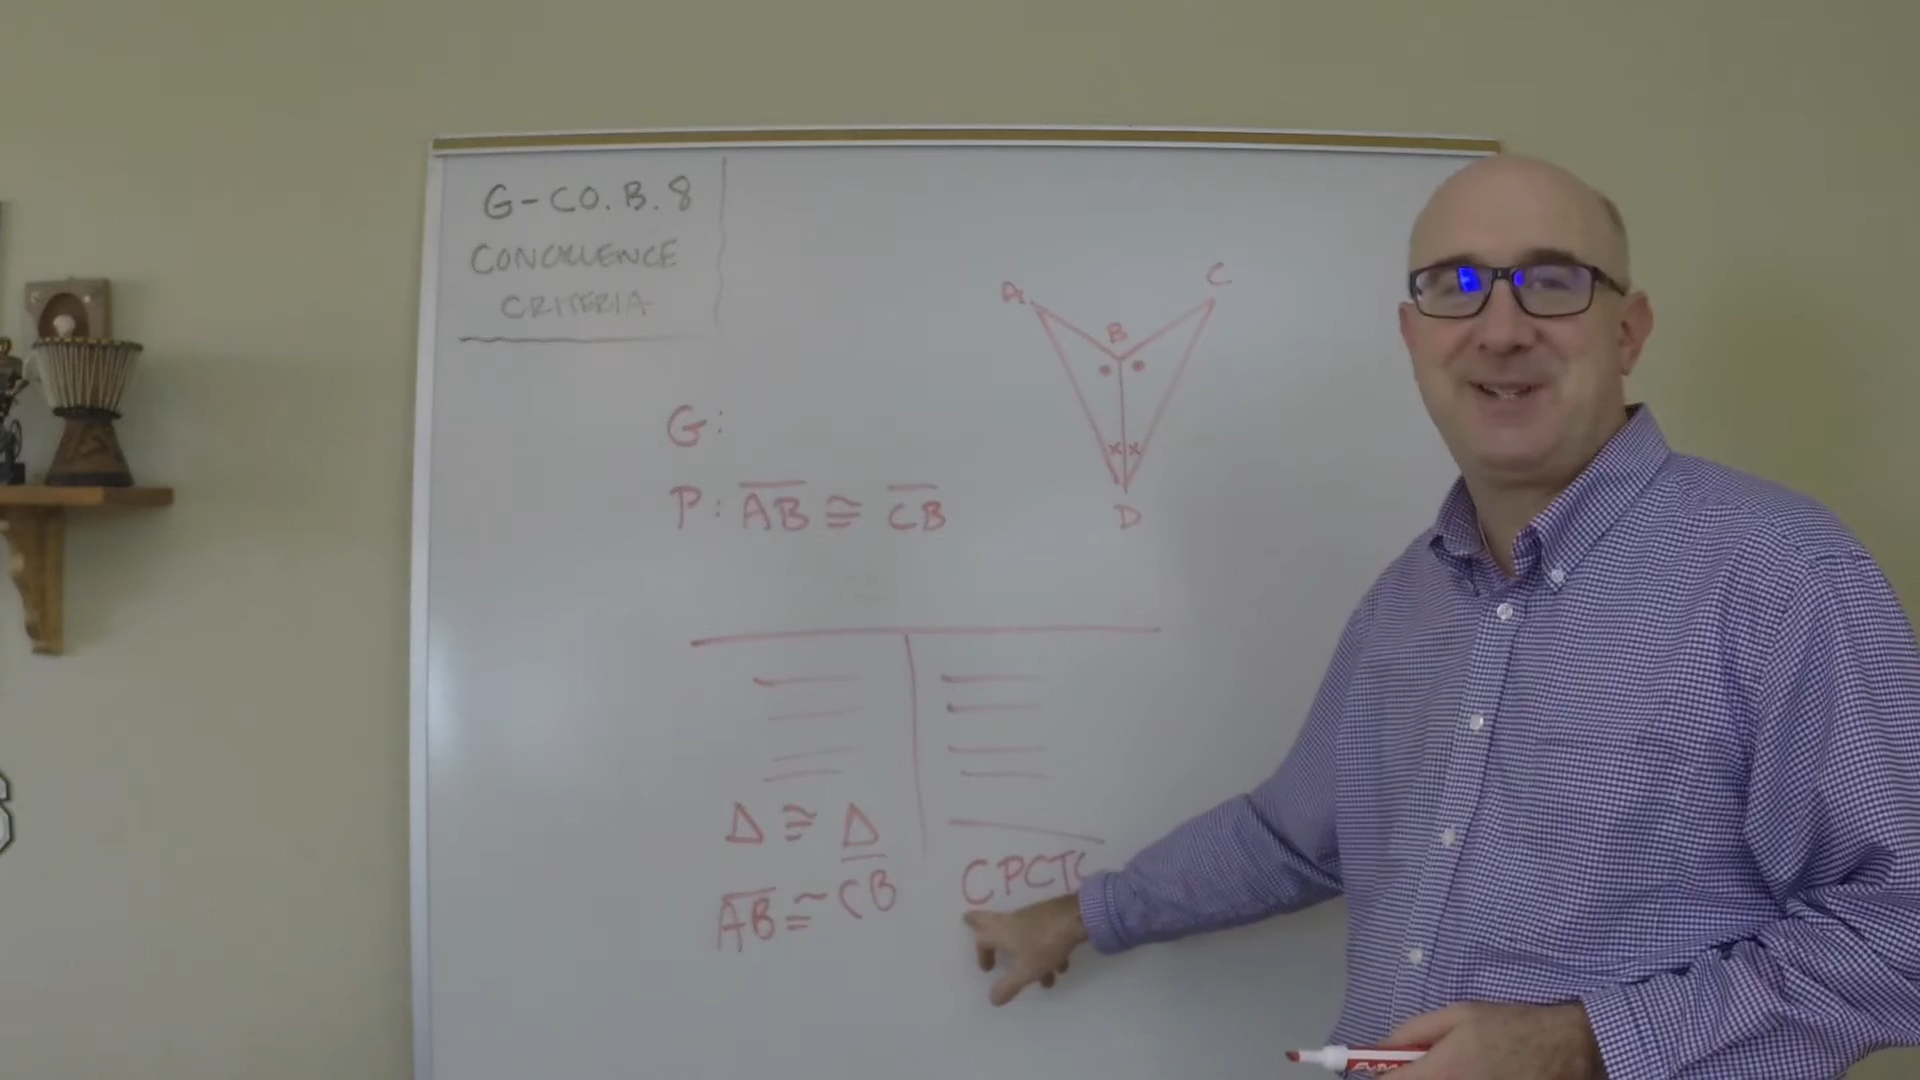 G-CO.B.8
CONGRUENCE
CRITERIA
A
C
B
x x
D
G:
P: AB ≅ CB
Δ ≅ Δ
AB ≅ CB
CPCTC